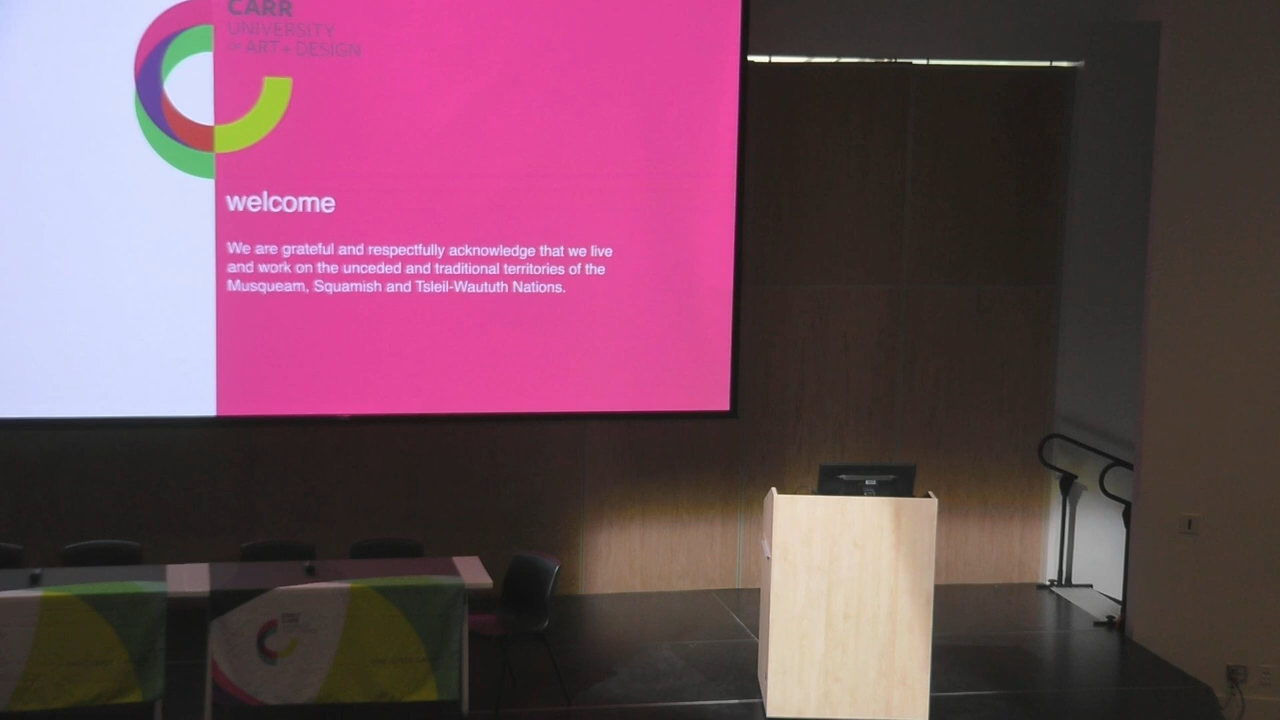 CARR
UNIVERSITY
OF ART + DESIGN
welcome
We are grateful and respectfully acknowledge that we live
and work on the unceded and traditional territories of the
Musqueam, Squamish and Tsleil-Waututh Nations.
CARR